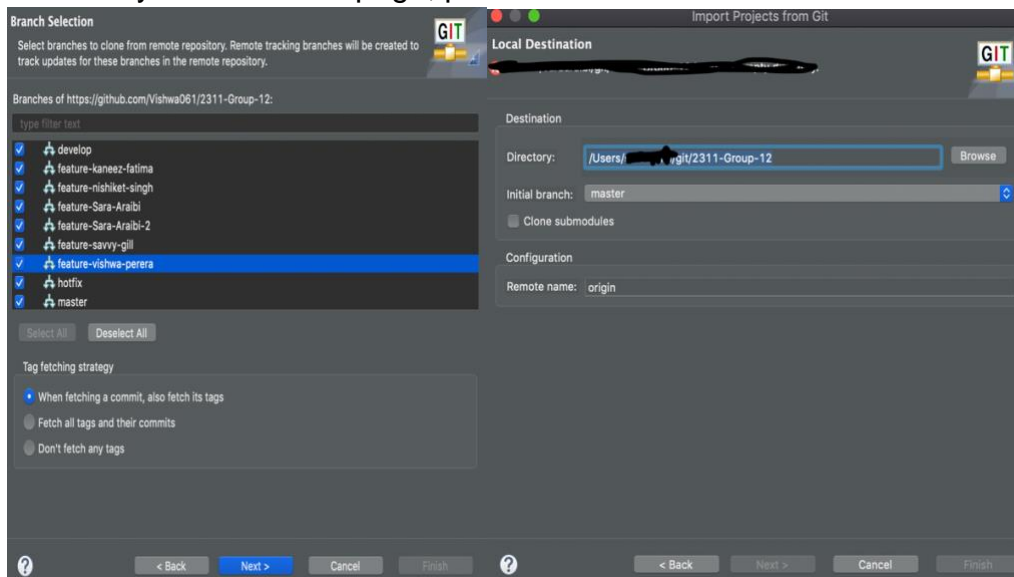 Branch Selection
GIT
Select branches to clone from remote repository. Remote tracking branches will be created to
track updates for these branches in the remote repository.
Branches of https://github.com/Vishwa061/2311-Group-12:
type filter text
develop
feature-kaneez-fatima
feature-nishiket-singh
feature-Sara-Araibi
feature-Sara-Araibi-2
feature-savvy-gill
feature-vishwa-perera
hotfix
master
Select All Deselect All
Tag fetching strategy
When fetching a commit, also fetch its tags
Fetch all tags and their commits
Don't fetch any tags
? < Back Next > Cancel Finish
Import Projects from Git
Local Destination
GIT
Destination
Directory: /Users/ git/2311-Group-12 Browse
Initial branch: master
Clone submodules
Configuration
Remote name: origin
? < Back Next > Cancel Finish